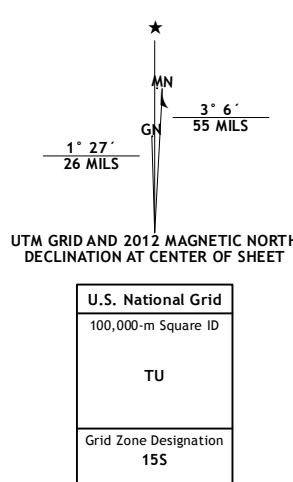 ★
MN
3° 6´
55 MILS
GN
1° 27´
26 MILS
UTM GRID AND 2012 MAGNETIC NORTH
DECLINATION AT CENTER OF SHEET
U.S. National Grid
100,000-m Square ID
TU
Grid Zone Designation
15S